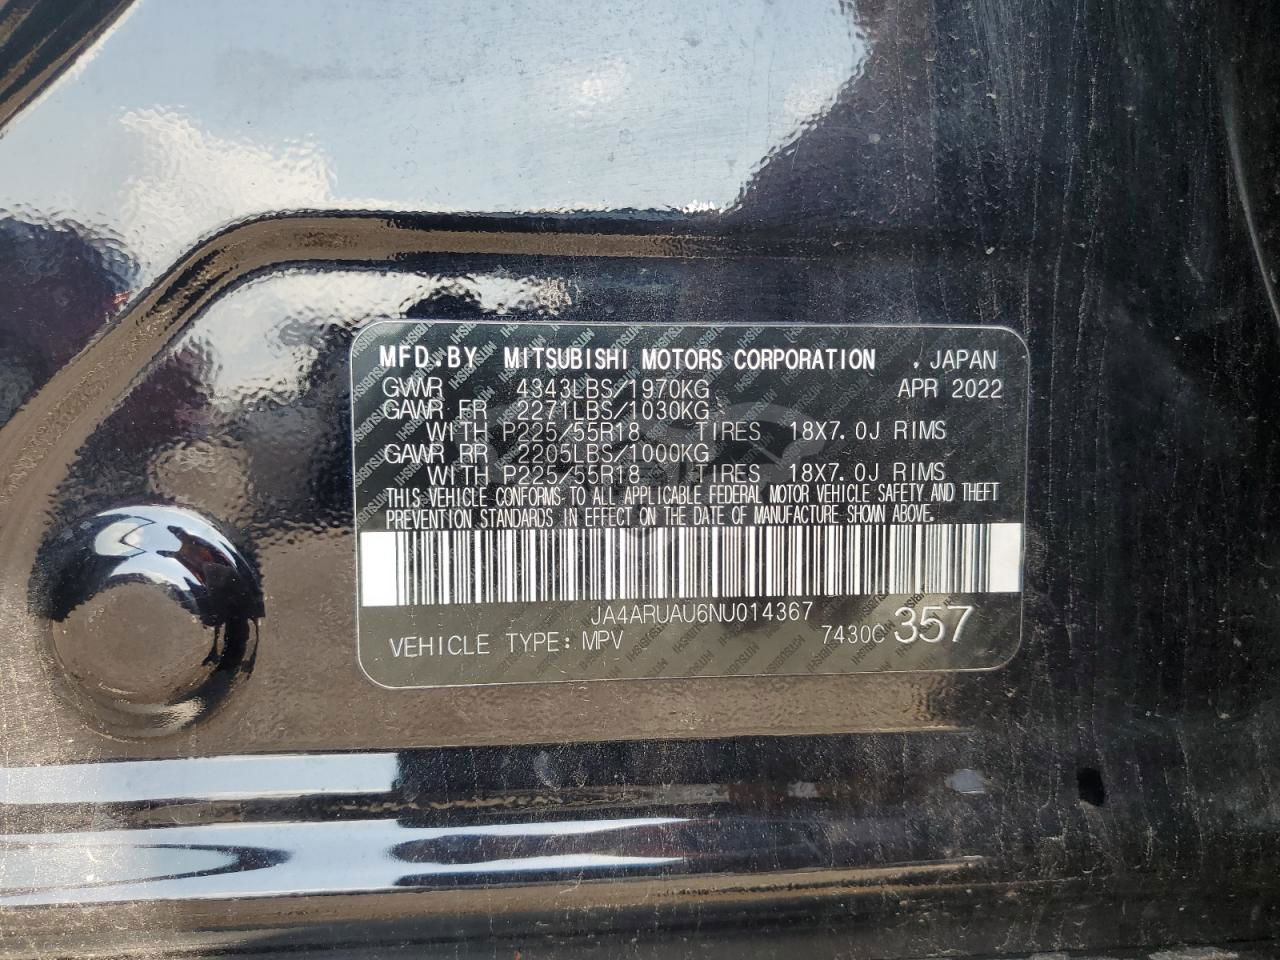 MFD.BY MITSUBISHI MOTORS CORPORATION , JAPAN
GVWR 4343LBS/1970KG APR 2022
GAWR FR 2271LBS/1030KG
WITH P225/55R18 TIRES 18X7.0J RIMS
GAWR RR 2205LBS/1000KG
WITH P225/55R18 TIRES 18X7.0J RIMS
THIS VEHICLE CONFORMS TO ALL APPLICABLE FEDERAL MOTOR VEHICLE SAFETY AND THEFT
PREVENTION STANDARDS IN EFFECT ON THE DATE OF MANUFACTURE SHOWN ABOVE.
JA4ARUAU6NU014367
VEHICLE TYPE: MPV 7430C 357